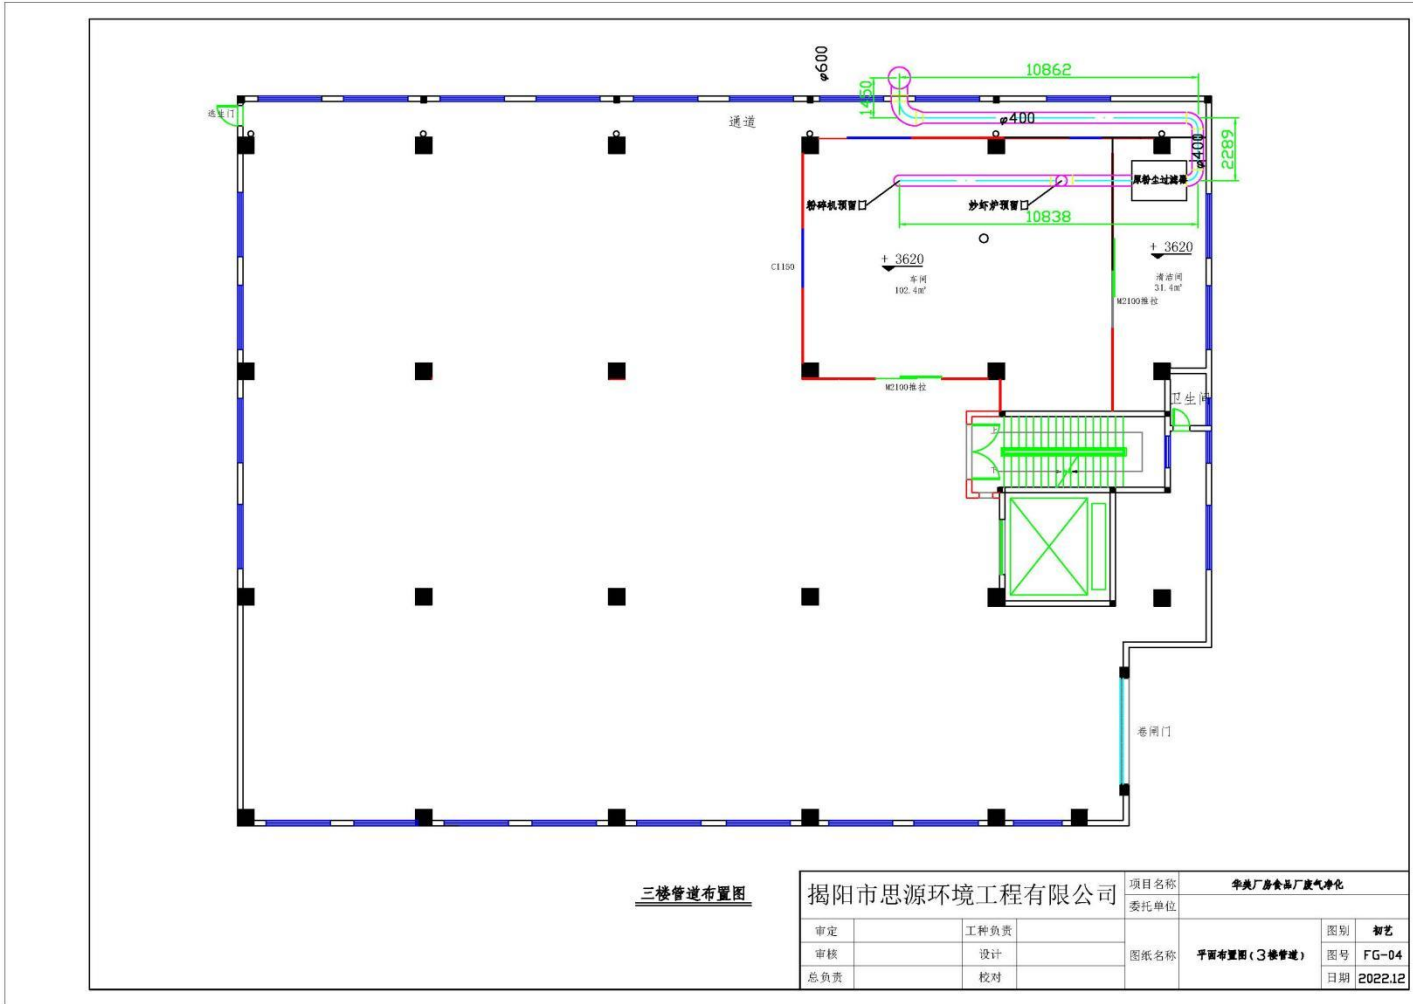 φ600
10862
1450
逃生门
通道
φ400
φ400
2289
原粉尘过滤器
粉碎机预留口
炒虾炉预留口
10838
+ 3620
+ 3620
C1150
车间
102.4㎡
清洁间
31.4㎡
M2100推拉
M2100推拉
卫生间
上
下
卷闸门
三楼管道布置图
揭阳市思源环境工程有限公司
项目名称
华美厂房食品厂废气净化
委托单位
审定
工种负责
图别
初艺
审核
设计
图纸名称
平面布置图(3楼管道)
图号
FG-04
总负责
校对
日期
2022.12